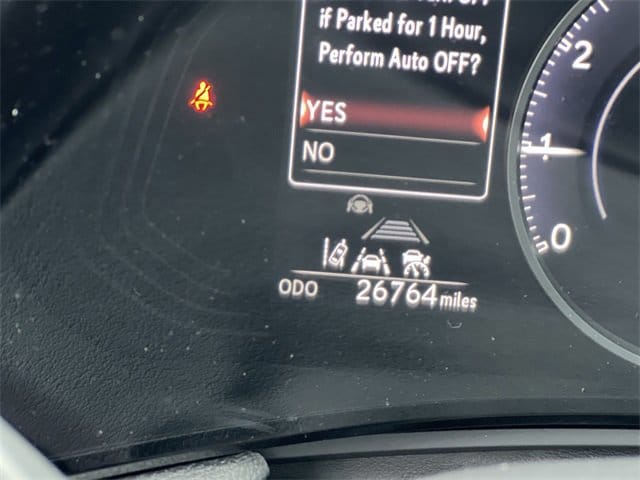 if Parked for 1 Hour,
Perform Auto OFF?
YES
NO
2
1
0
ODO 26764 miles